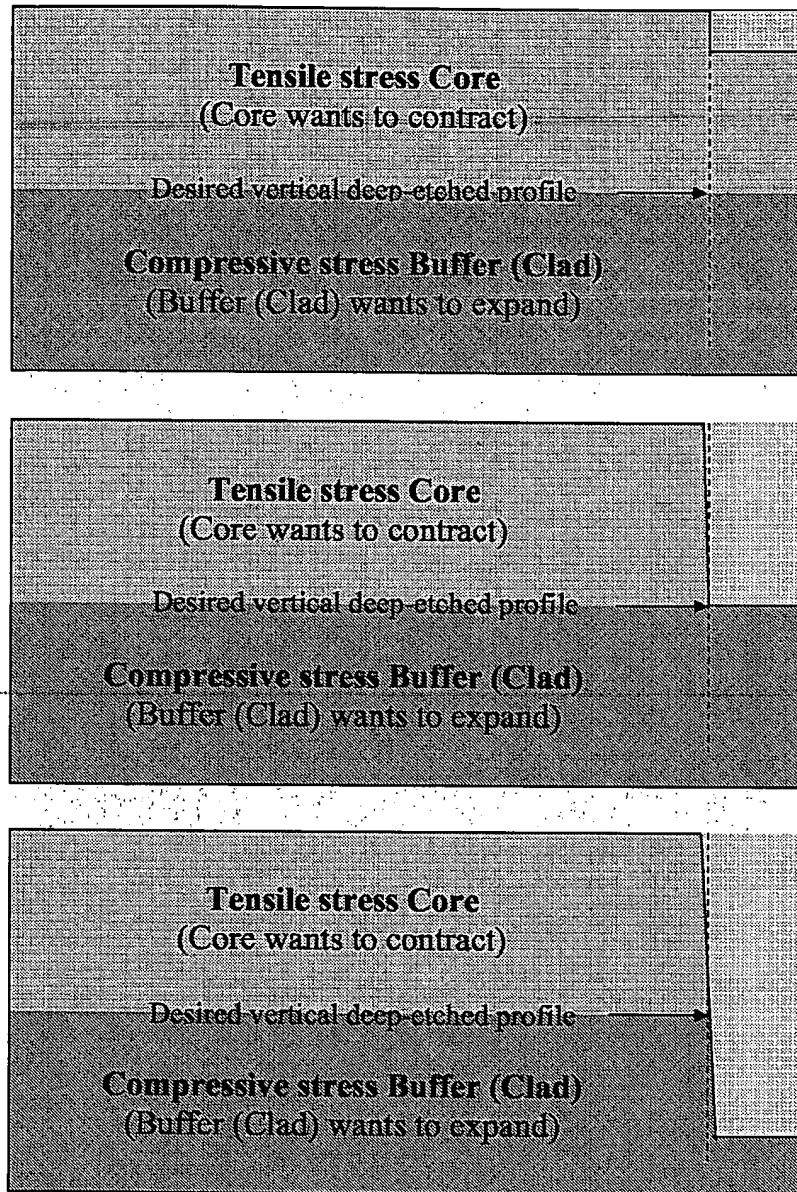 Tensile stress Core
(Core wants to contract)
Desired vertical deep-etched profile
Compressive stress Buffer (Clad)
(Buffer (Clad) wants to expand)
Tensile stress Core
(Core wants to contract)
Desired vertical deep-etched profile
Compressive stress Buffer (Clad)
(Buffer (Clad) wants to expand)
Tensile stress Core
(Core wants to contract)
Desired vertical deep-etched profile
Compressive stress Buffer (Clad)
(Buffer (Clad) wants to expand)